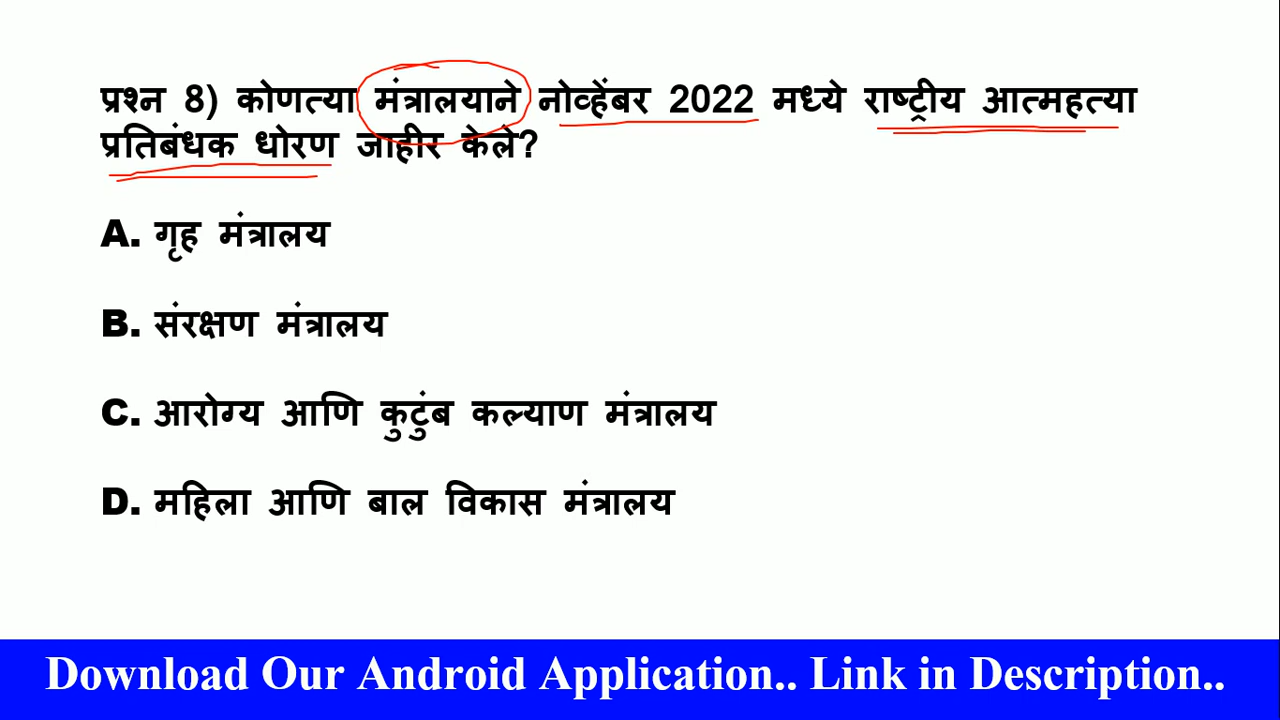 प्रश्न 8) कोणत्या मंत्रालयाने नोव्हेंबर 2022 मध्ये राष्ट्रीय आत्महत्या
प्रतिबंधक धोरण जाहीर केले?
A. गृह मंत्रालय
B. संरक्षण मंत्रालय
C. आरोग्य आणि कुटुंब कल्याण मंत्रालय
D. महिला आणि बाल विकास मंत्रालय
Download Our Android Application.. Link in Description..